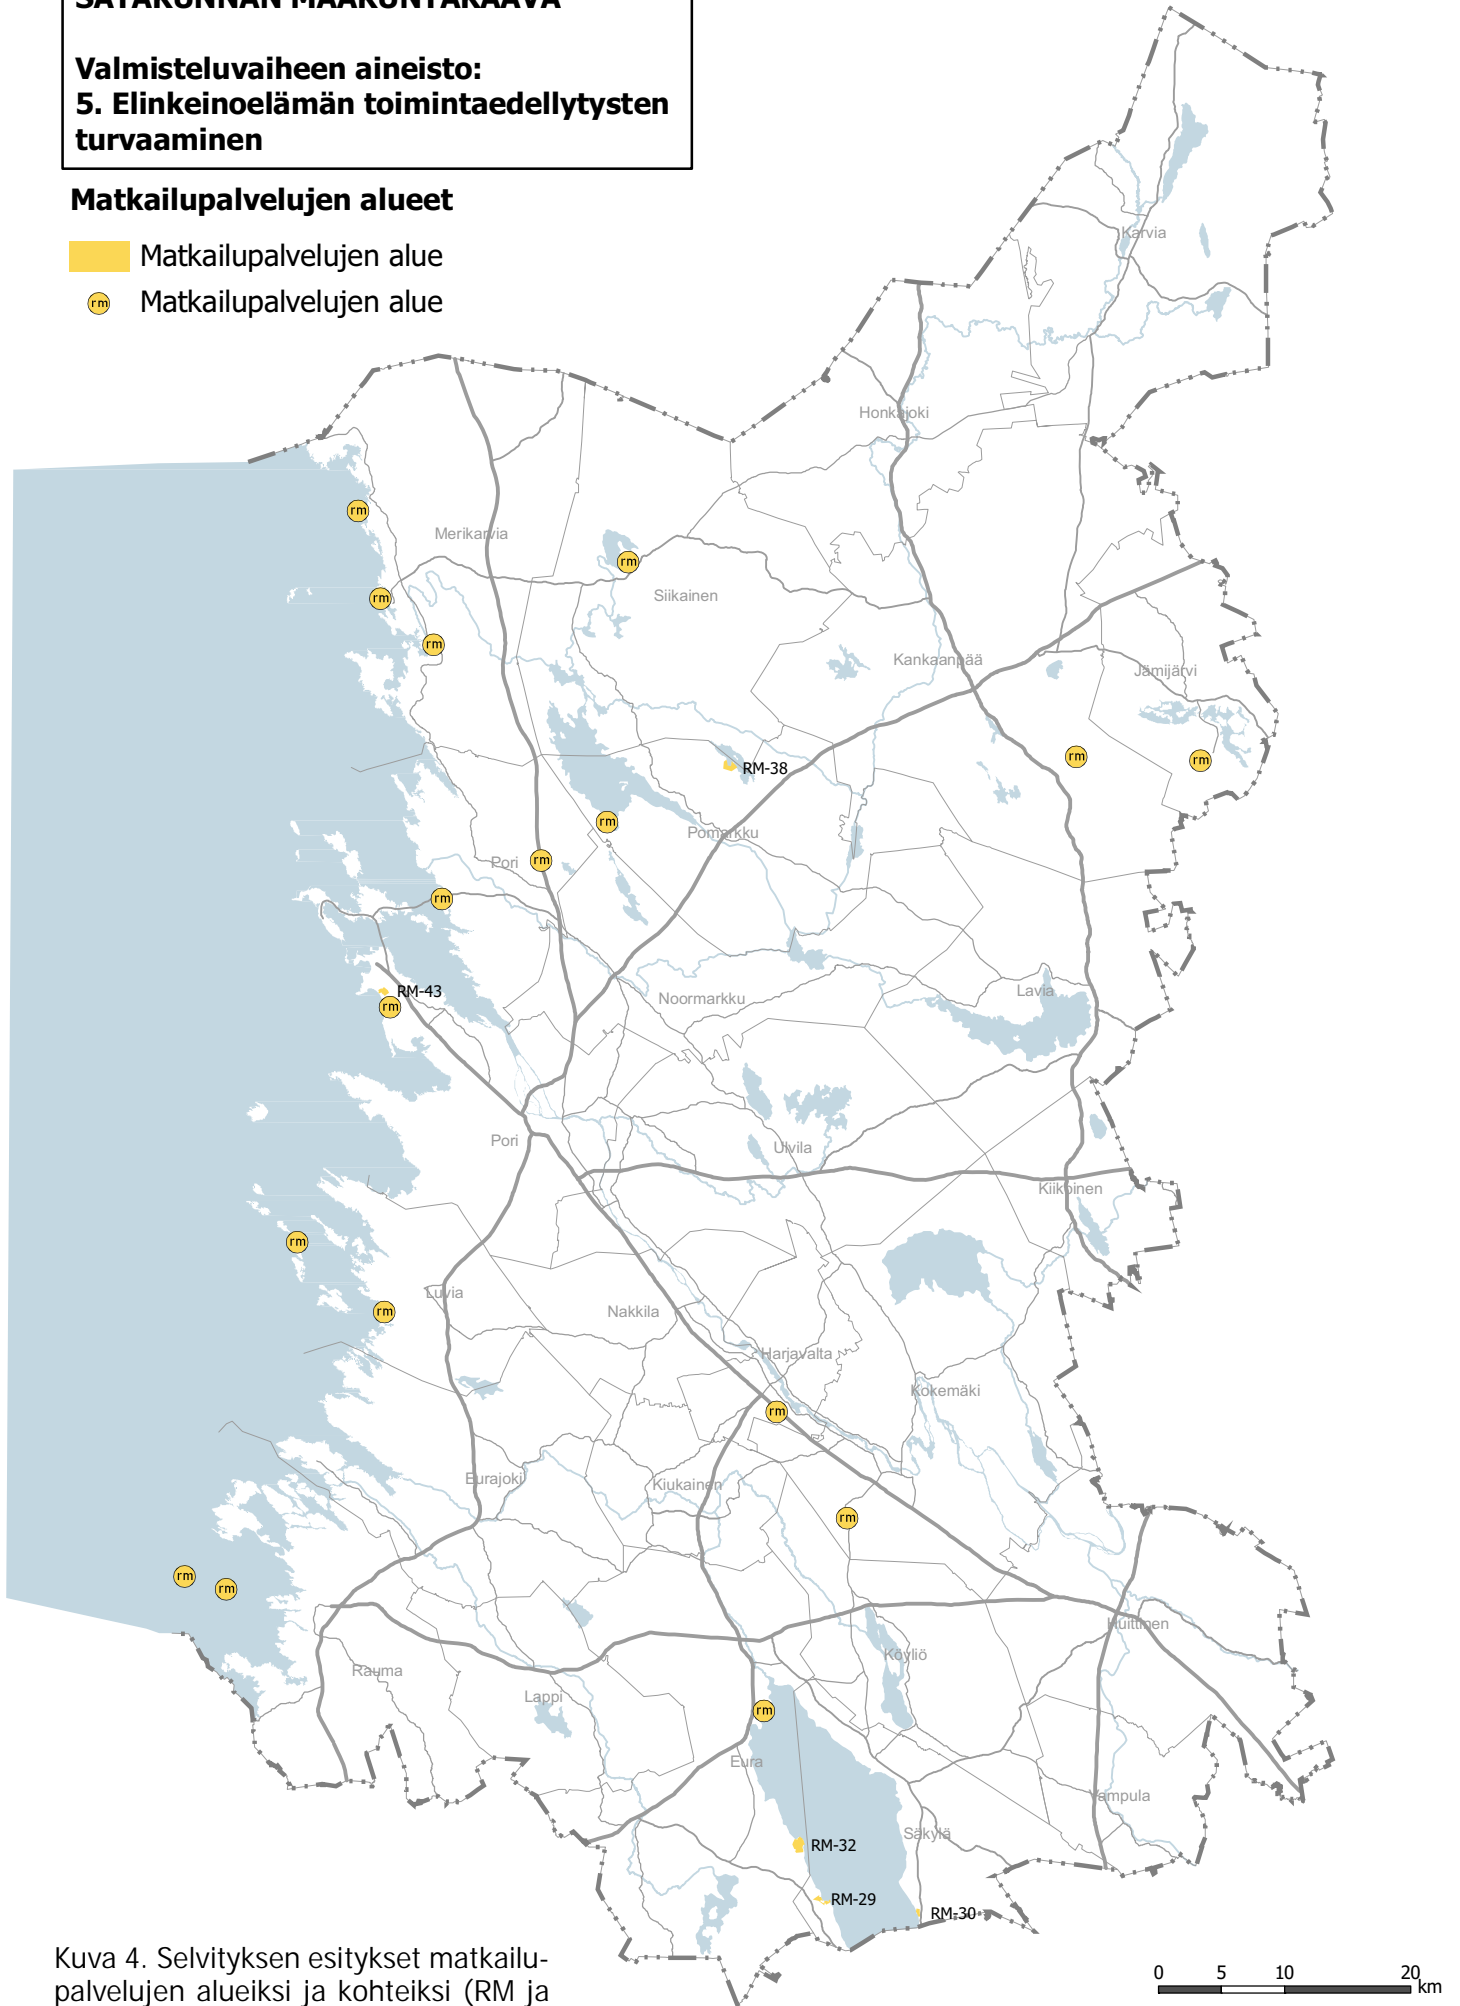 SATAKUNNAN MAAKUNTAKAAVA
Valmisteluvaiheen aineisto:
5. Elinkeinoelämän toimintaedellytysten
turvaaminen
Matkailupalvelujen alueet
Matkailupalvelujen alue
rm Matkailupalvelujen alue
Karvia
Honkajoki
rm
Merikarvia
rm
Siikainen
rm
rm
Kankaanpää
Jämijärvi
rm
rm
RM-38
rm
Pomarkku
Pori
rm
rm
RM-43
rm
Noormarkku
Lavia
Pori
Ulvila
Kiikoinen
rm
Luvia
rm
Nakkila
Harjavalta
Kokemäki
rm
Eurajoki
Kiukainen
rm
rm
rm
Huittinen
Köyliö
Rauma
Lappi
rm
Eura
Vampula
Säkylä
RM-32
RM-29
RM-30
Kuva 4. Selvityksen esitykset matkailu-
palvelujen alueiksi ja kohteiksi (RM ja
0 5 10 20
km